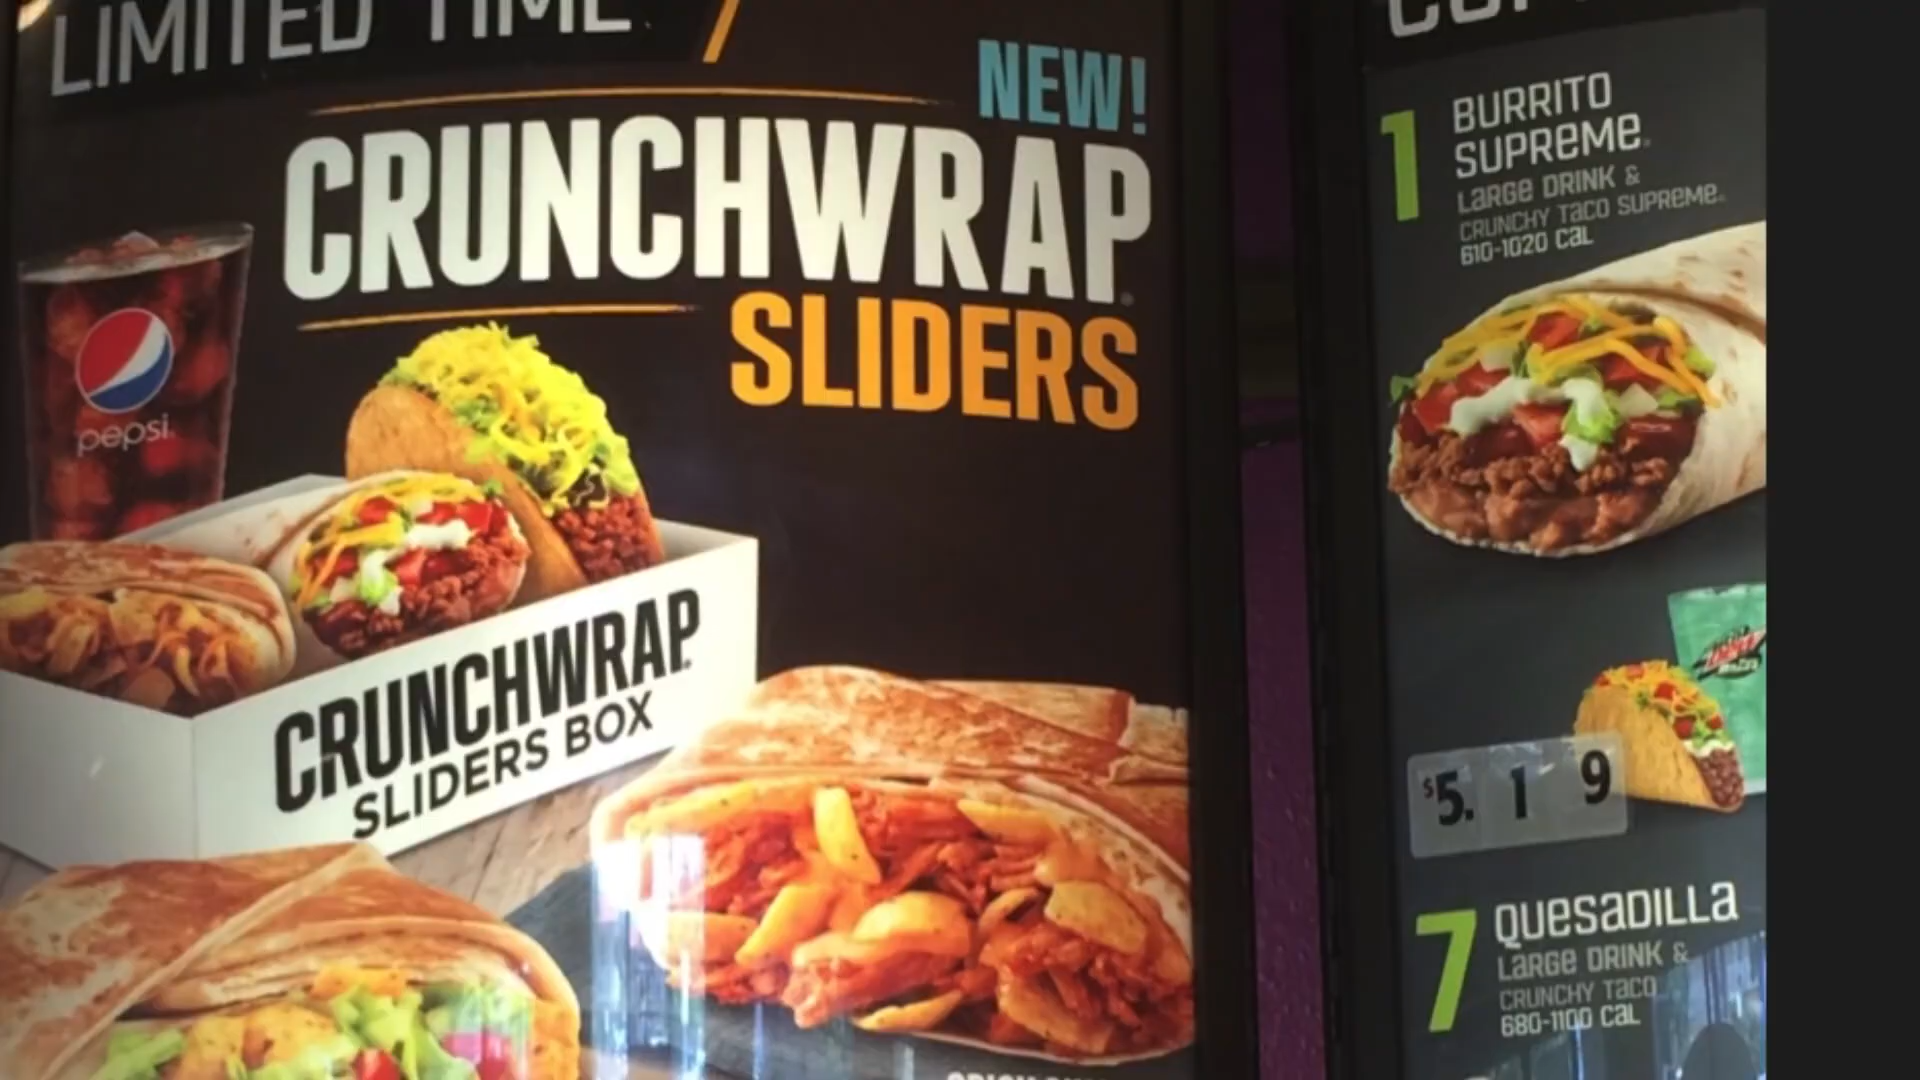 LIMITED TIME
NEW!
CRUNCHWRAP
SLIDERS
pepsi
CRUNCHWRAP
SLIDERS BOX
1
BURRITO
SUPREME
LARGE DRINK &
CRUNCHY TACO SUPREME
610-1020 CAL
$5.19
7
QUESADILLA
LARGE DRINK &
CRUNCHY TACO
680-1100 CAL